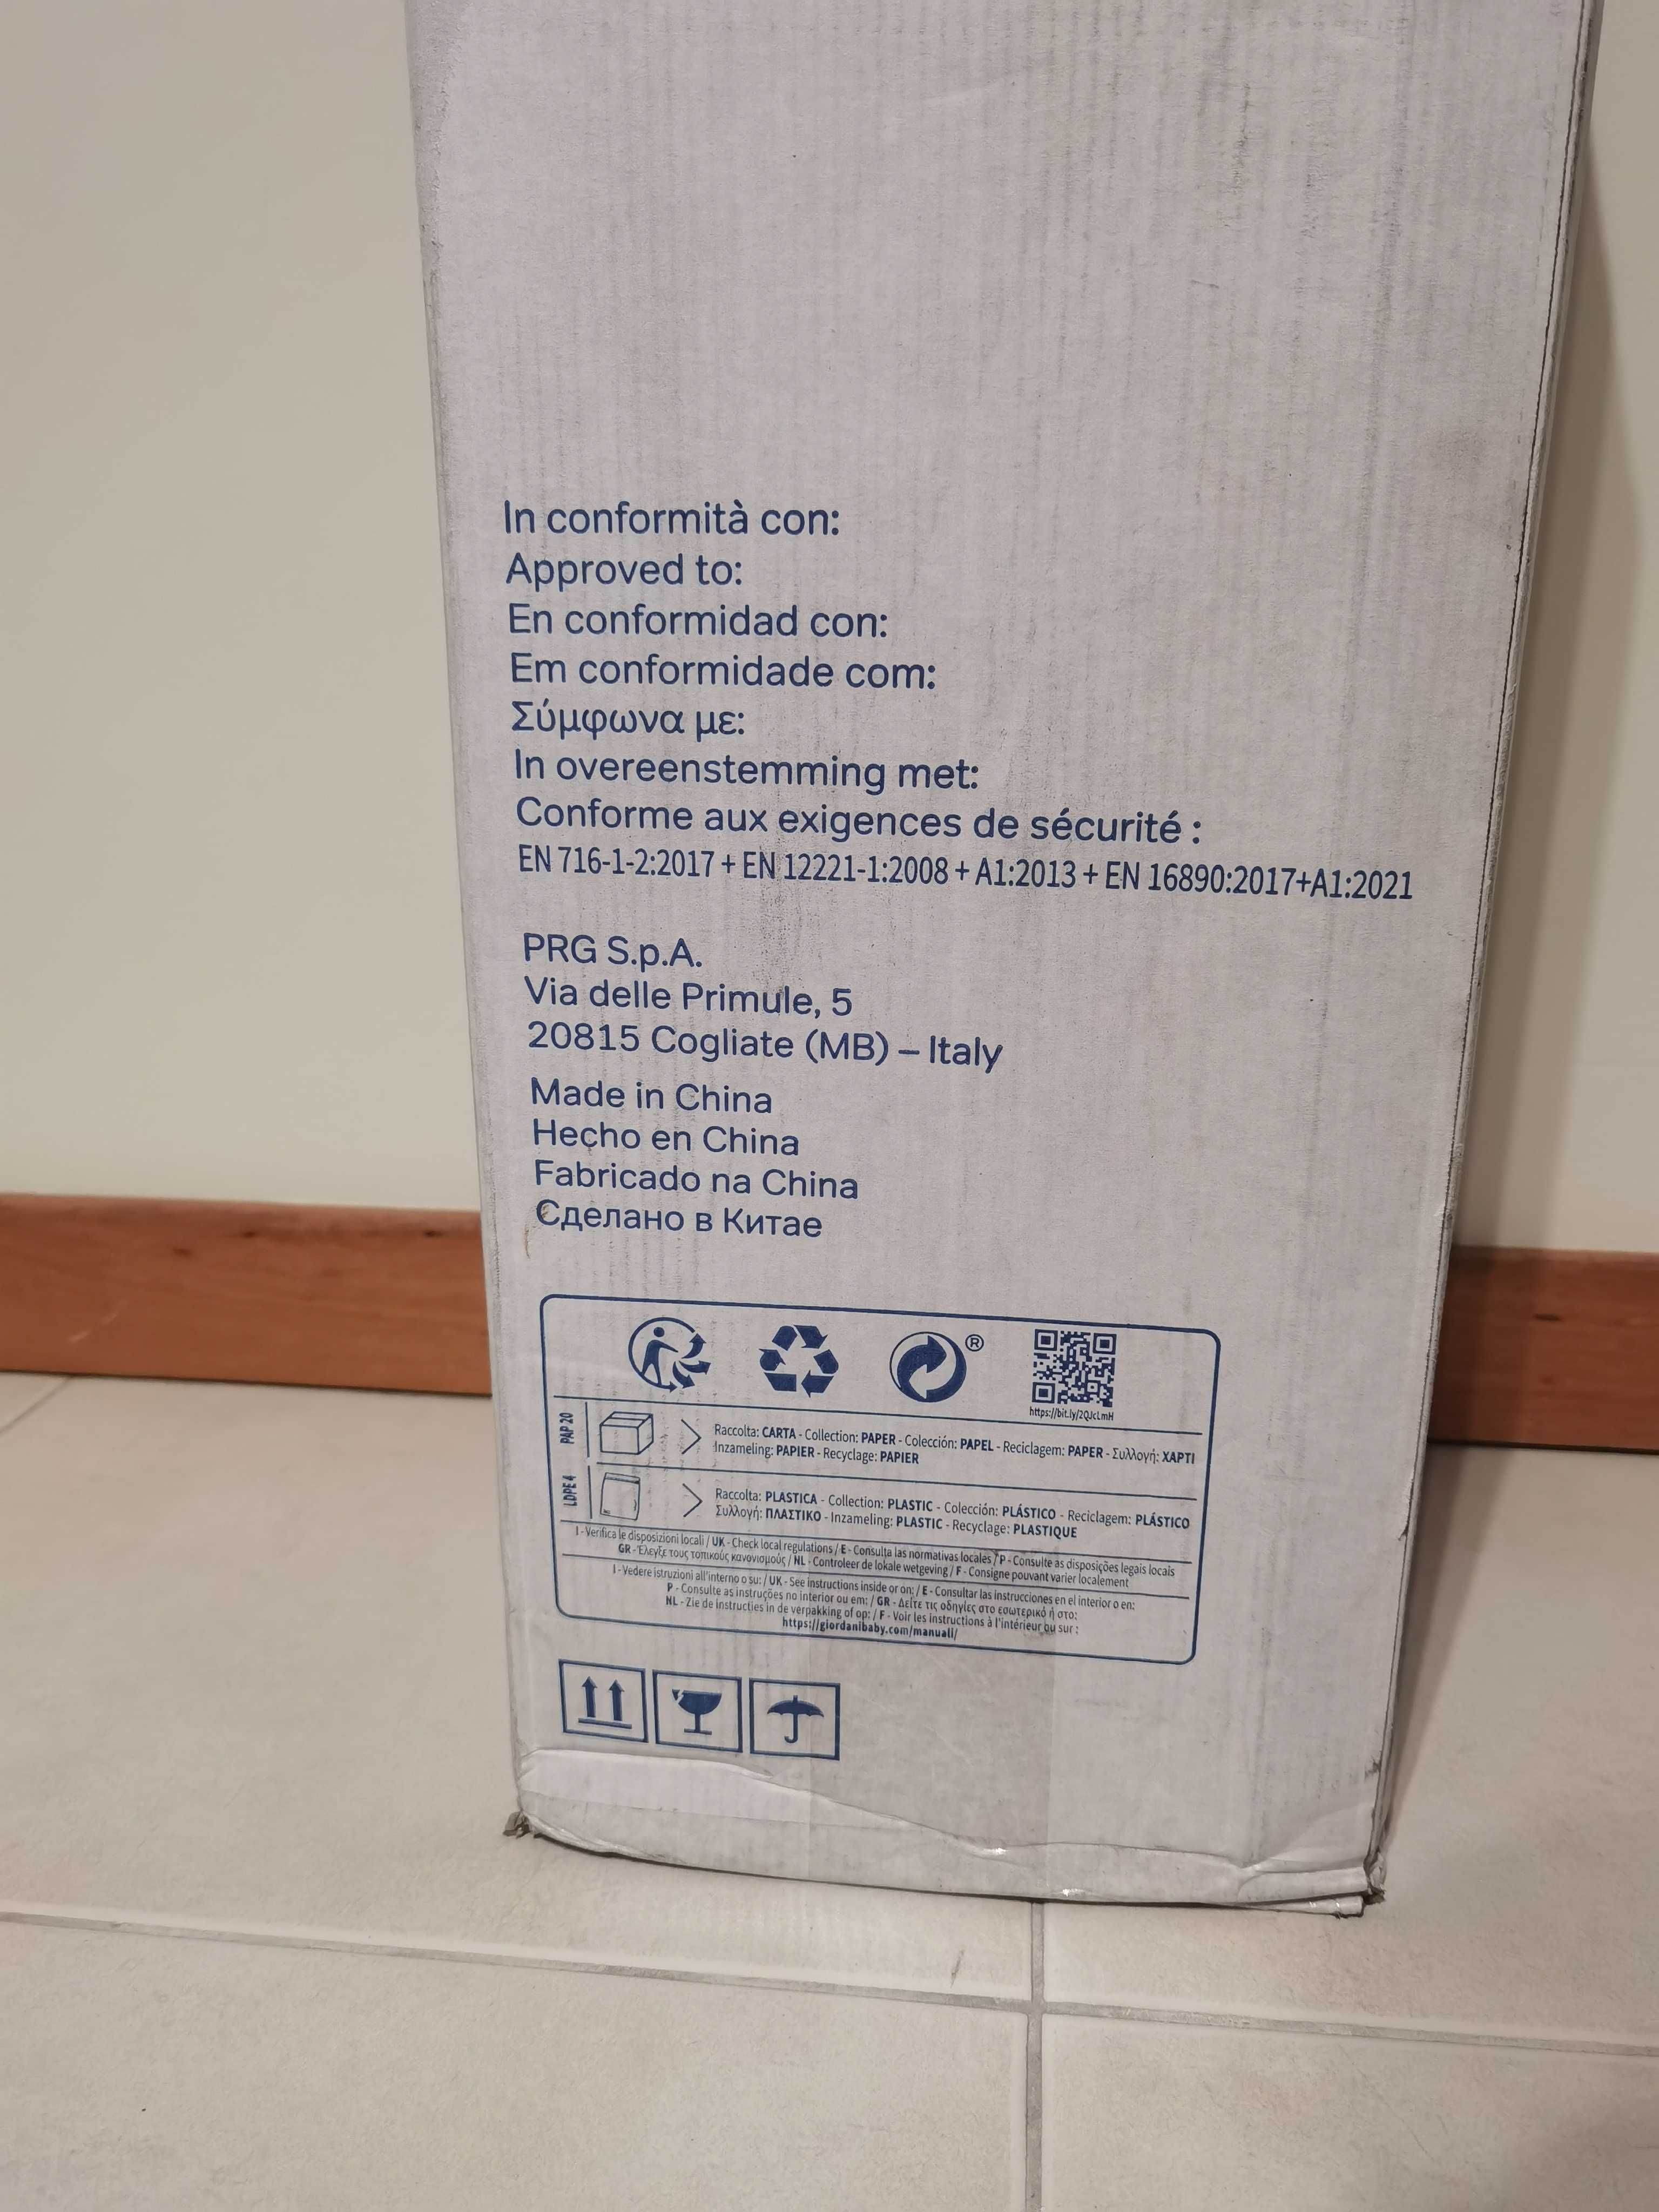 In conformità con:
Approved to:
En conformidad con:
Em conformidade com:
Σύμφωνα με:
In overeenstemming met:
Conforme aux exigences de sécurité :
EN 716-1-2:2017 + EN 12221-1:2008 + A1:2013 + EN 16890:2017+A1:2021
PRG S.p.A.
Via delle Primule, 5
20815 Cogliate (MB) – Italy
Made in China
Hecho en China
Fabricado na China
Сделано в Китае
®
https://bit.ly/2QJcLmH
PAP 20
Raccolta: CARTA - Collection: PAPER - Colección: PAPEL - Reciclagem: PAPER - Συλλογή: ΧΑΡΤΙ
Inzameling: PAPIER - Recyclage: PAPIER
LDPE 4
Raccolta: PLASTICA - Collection: PLASTIC - Colección: PLÁSTICO - Reciclagem: PLÁSTICO
Συλλογή: ΠΛΑΣΤΙΚΟ - Inzameling: PLASTIC - Recyclage: PLASTIQUE
I - Verifica le disposizioni locali / UK - Check local regulations / E - Consulta las normativas locales / P - Consulte as disposições legais locais
GR - Έλεγξε τους τοπικούς κανονισμούς / NL - Controleer de lokale wetgeving / F - Consigne pouvant varier localement
I - Vedere istruzioni all'interno o su: / UK - See instructions inside or on: / E - Consultar las instrucciones en el interior o en:
P - Consulte as instruções no interior ou em: / GR - Δείτε τις οδηγίες στο εσωτερικό ή στο:
NL - Zie de instructies in de verpakking of op: / F - Voir les instructions à l'intérieur ou sur :
https://giordanibaby.com/manuali/